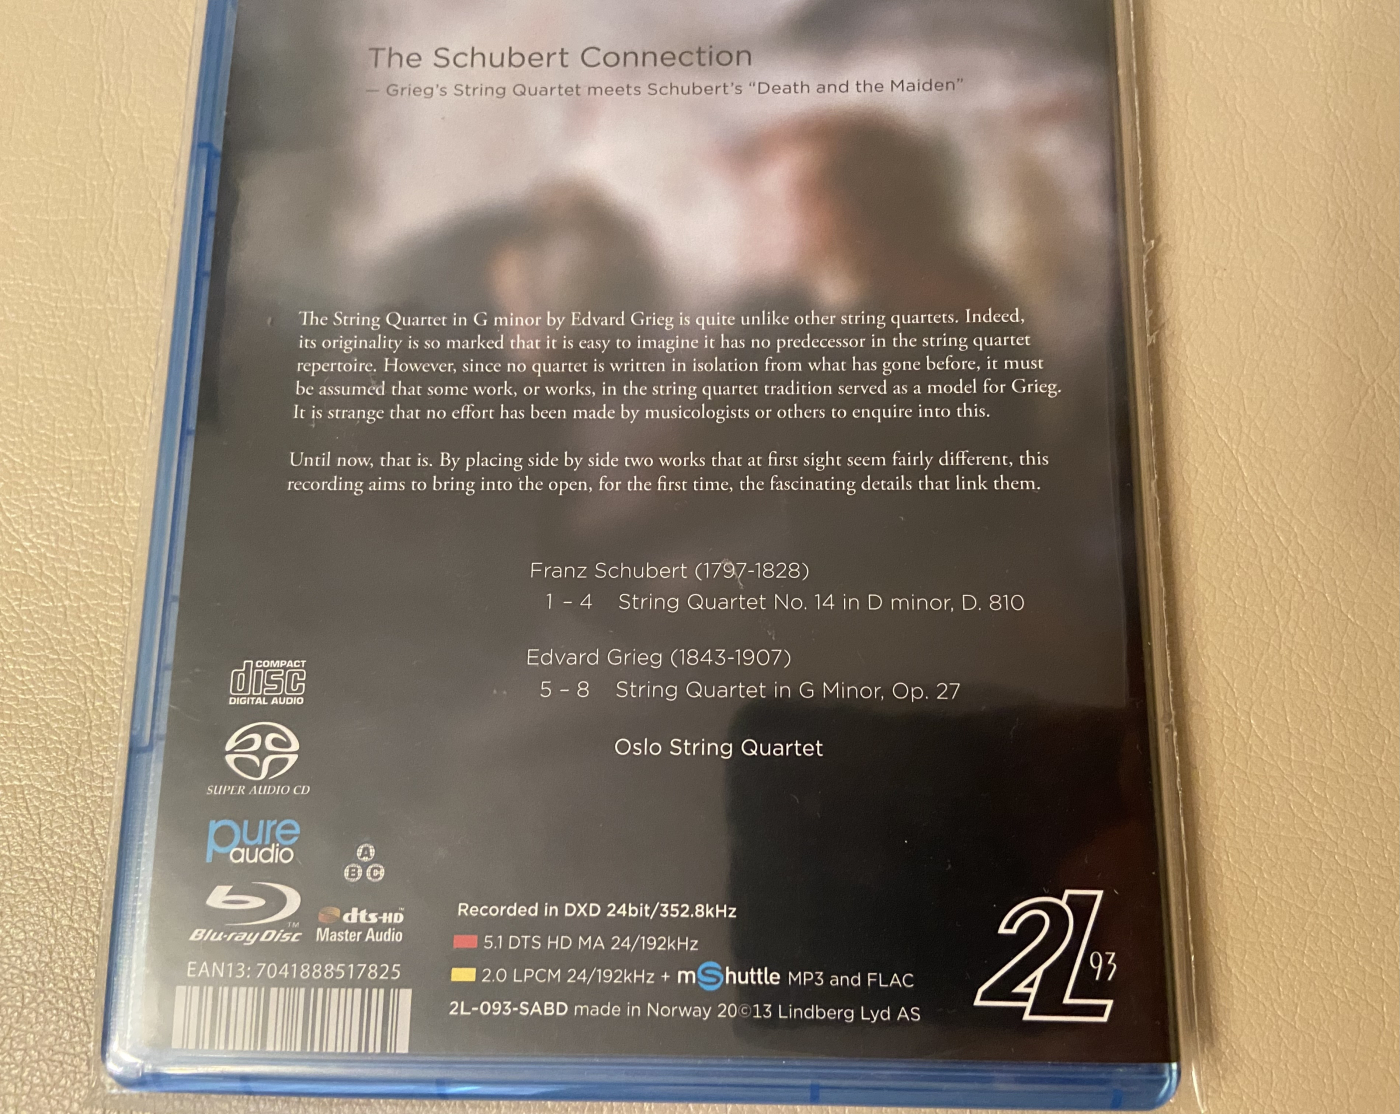 The Schubert Connection
– Grieg's String Quartet meets Schubert's "Death and the Maiden"
The String Quartet in G minor by Edvard Grieg is quite unlike other string quartets. Indeed,
its originality is so marked that it is easy to imagine it has no predecessor in the string quartet
repertoire. However, since no quartet is written in isolation from what has gone before, it must
be assumed that some work, or works, in the string quartet tradition served as a model for Grieg.
It is strange that no effort has been made by musicologists or others to enquire into this.
Until now, that is. By placing side by side two works that at first sight seem fairly different, this
recording aims to bring into the open, for the first time, the fascinating details that link them.
Franz Schubert (1797-1828)
1 – 4 String Quartet No. 14 in D minor, D. 810
Edvard Grieg (1843-1907)
5 – 8 String Quartet in G Minor, Op. 27
Oslo String Quartet
COMPACT
disc
DIGITAL AUDIO
SUPER AUDIO CD
pure
audio
A
B C
Blu-ray Disc™
dts-HD™
Master Audio
EAN13: 7041888517825
Recorded in DXD 24bit/352.8kHz
5.1 DTS HD MA 24/192kHz
2.0 LPCM 24/192kHz + mShuttle MP3 and FLAC
2L-093-SABD made in Norway 20©13 Lindberg Lyd AS
2L 93